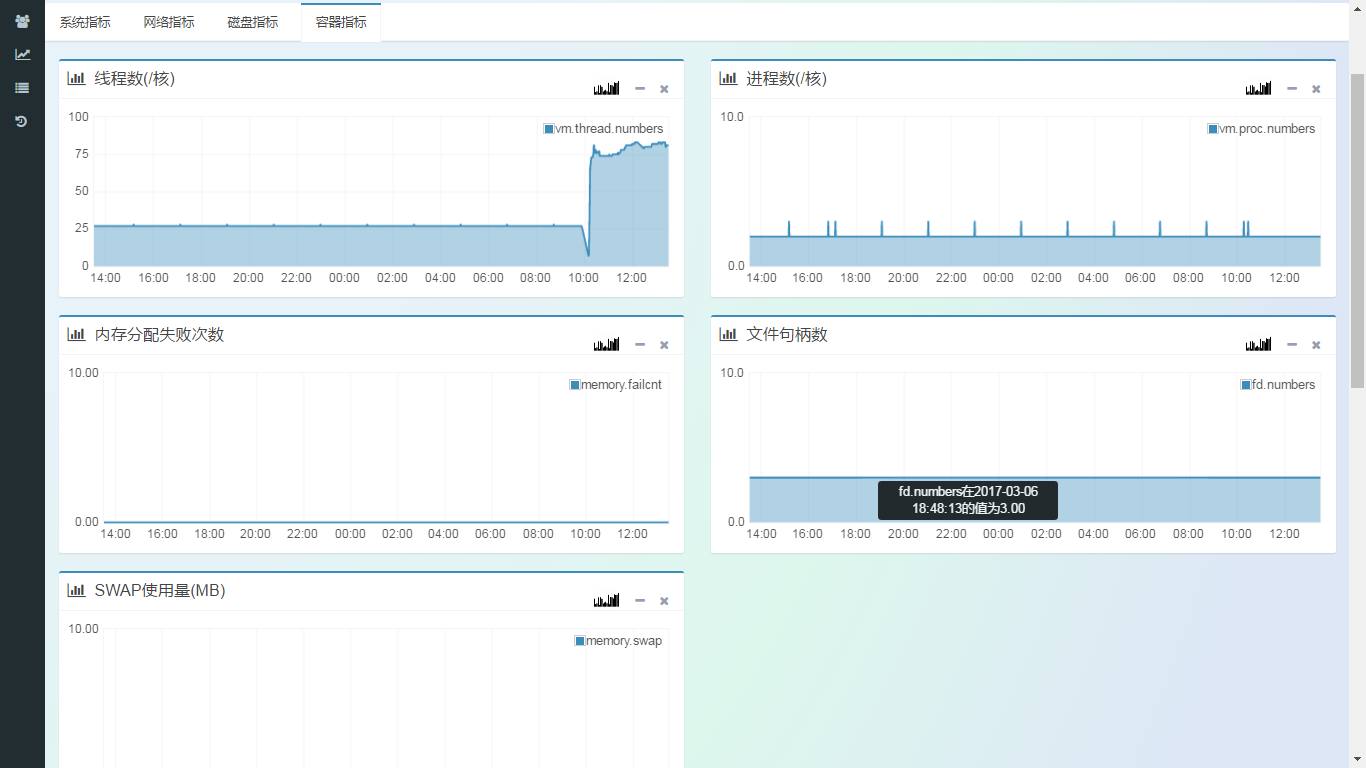 系统指标 网络指标 磁盘指标 容器指标
线程数(/核)
100
75
50
25
0
vm.thread.numbers
14:00 16:00 18:00 20:00 22:00 00:00 02:00 04:00 06:00 08:00 10:00 12:00
进程数(/核)
10.0
0.0
vm.proc.numbers
14:00 16:00 18:00 20:00 22:00 00:00 02:00 04:00 06:00 08:00 10:00 12:00
内存分配失败次数
10.00
0.00
memory.failcnt
14:00 16:00 18:00 20:00 22:00 00:00 02:00 04:00 06:00 08:00 10:00 12:00
文件句柄数
10.0
0.0
fd.numbers
fd.numbers在2017-03-06
18:48:13的值为3.00
14:00 16:00 18:00 20:00 22:00 00:00 02:00 04:00 06:00 08:00 10:00 12:00
SWAP使用量(MB)
10.00
memory.swap